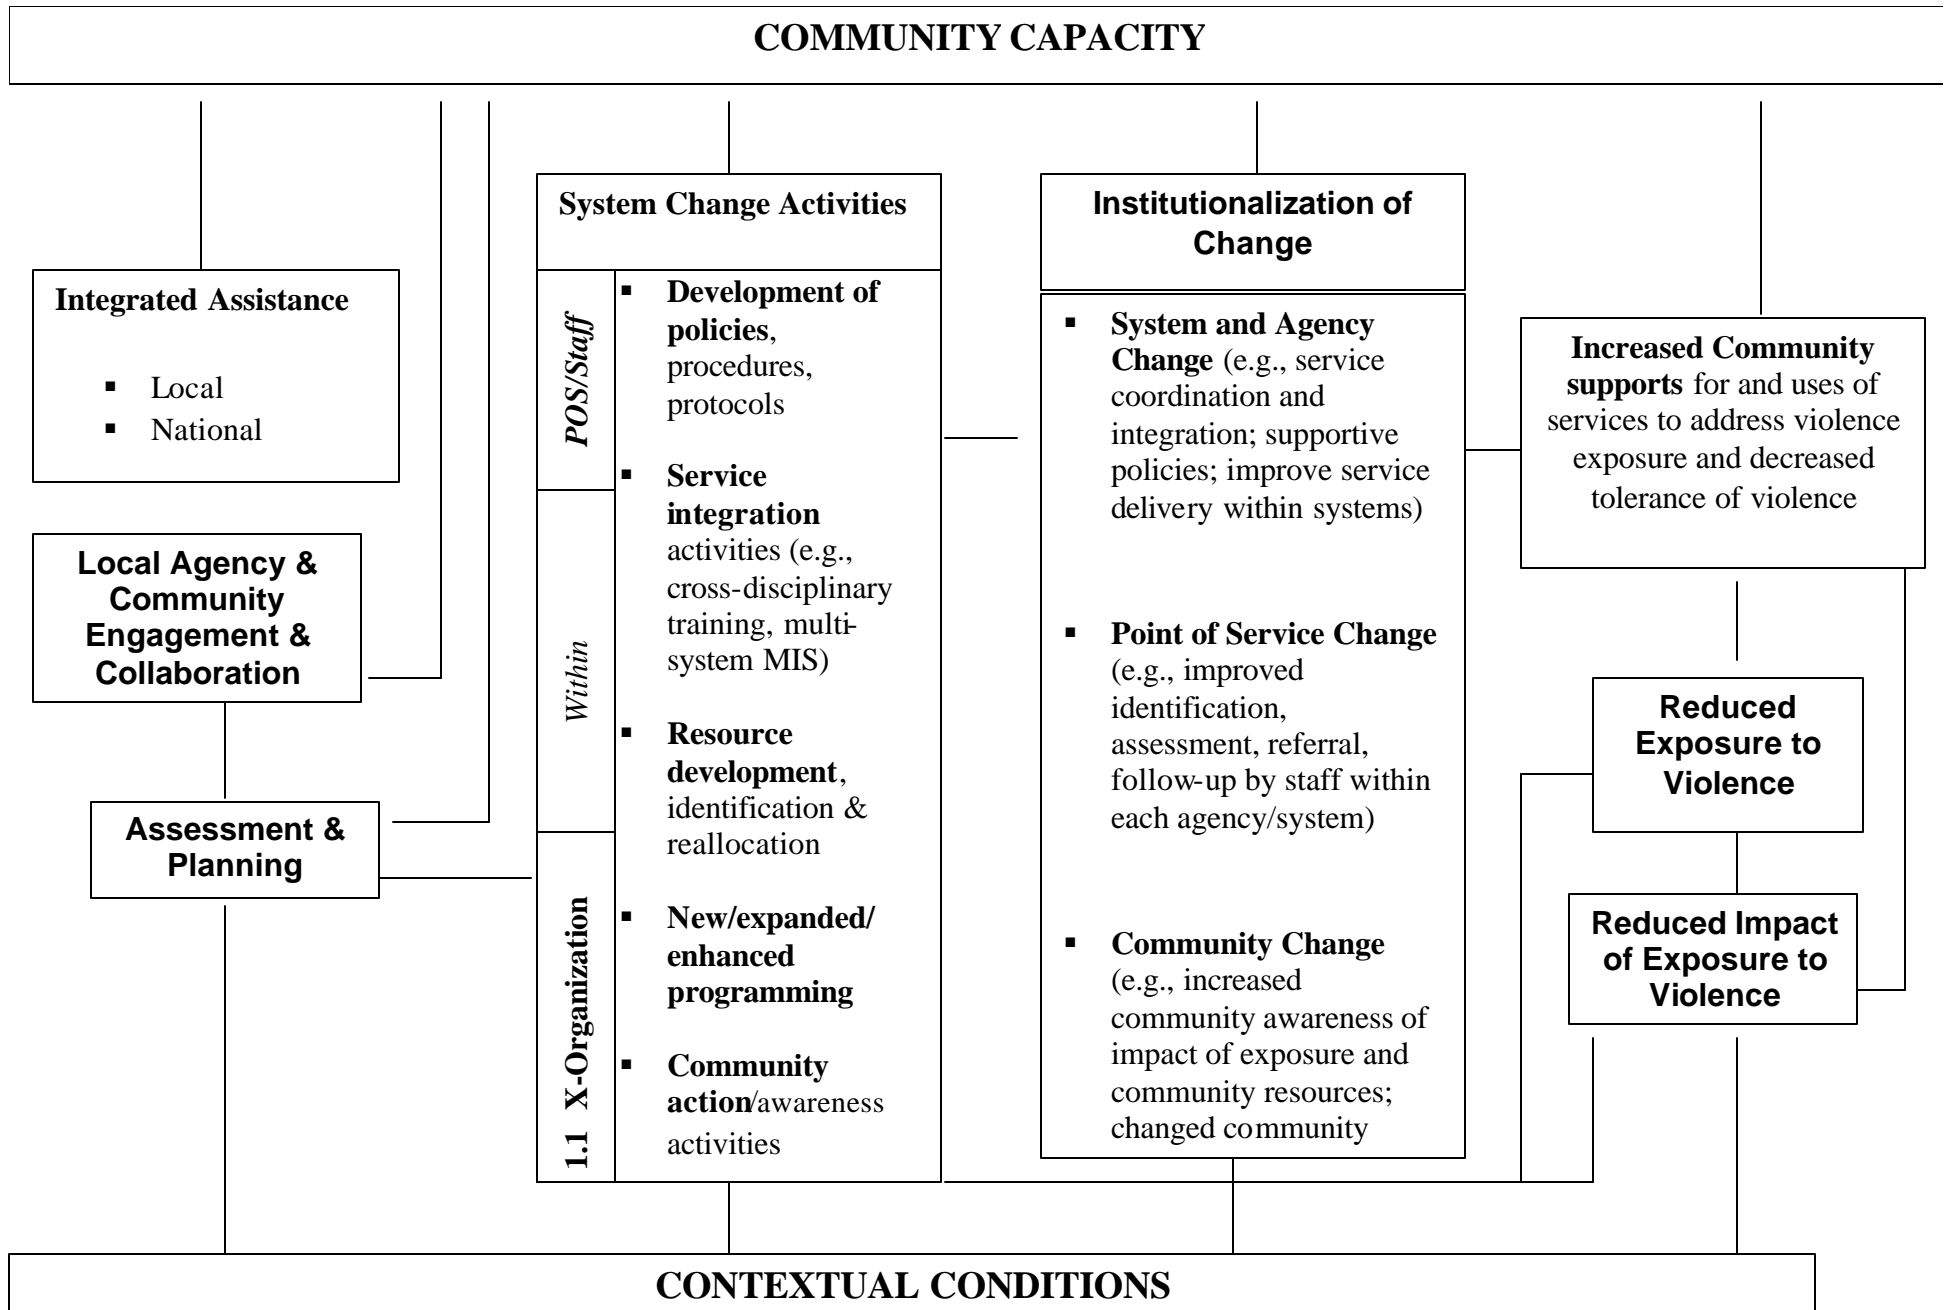 COMMUNITY CAPACITY
Integrated Assistance
▪ Local
▪ National
Local Agency &
Community
Engagement &
Collaboration
Assessment &
Planning
System Change Activities
POS/Staff
Within
1.1 X-Organization
▪ Development of
policies,
procedures,
protocols
▪ Service
integration
activities (e.g.,
cross-disciplinary
training, multi-
system MIS)
▪ Resource
development,
identification &
reallocation
▪ New/expanded/
enhanced
programming
▪ Community
action/awareness
activities
Institutionalization of
Change
▪ System and Agency
Change (e.g., service
coordination and
integration; supportive
policies; improve service
delivery within systems)
▪ Point of Service Change
(e.g., improved
identification,
assessment, referral,
follow-up by staff within
each agency/system)
▪ Community Change
(e.g., increased
community awareness of
impact of exposure and
community resources;
changed community
Increased Community
supports for and uses of
services to address violence
exposure and decreased
tolerance of violence
Reduced
Exposure to
Violence
Reduced Impact
of Exposure to
Violence
CONTEXTUAL CONDITIONS